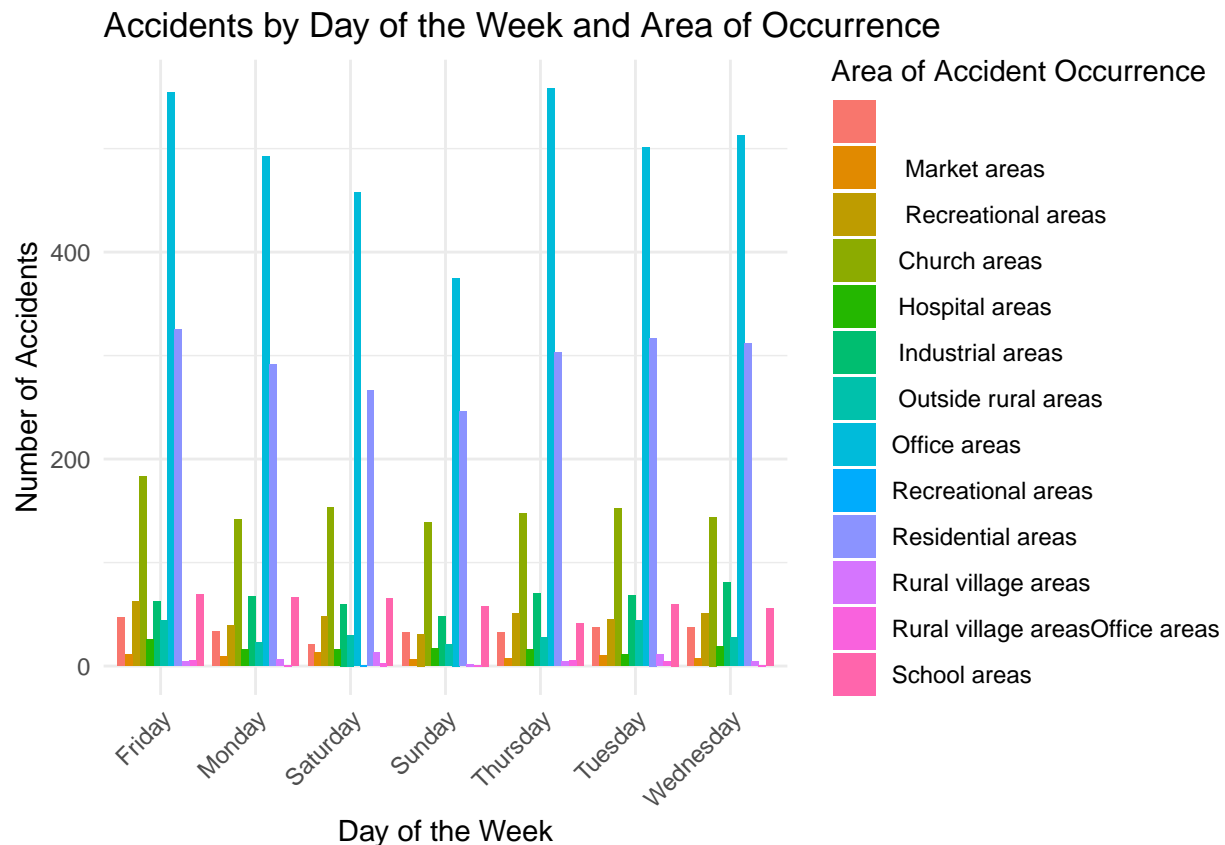 Accidents by Day of the Week and Area of Occurrence
Number of Accidents
400
200
0
Friday
Monday
Saturday
Sunday
Thursday
Tuesday
Wednesday
Day of the Week
Area of Accident Occurrence
Market areas
Recreational areas
Church areas
Hospital areas
Industrial areas
Outside rural areas
Office areas
Recreational areas
Residential areas
Rural village areas
Rural village areasOffice areas
School areas